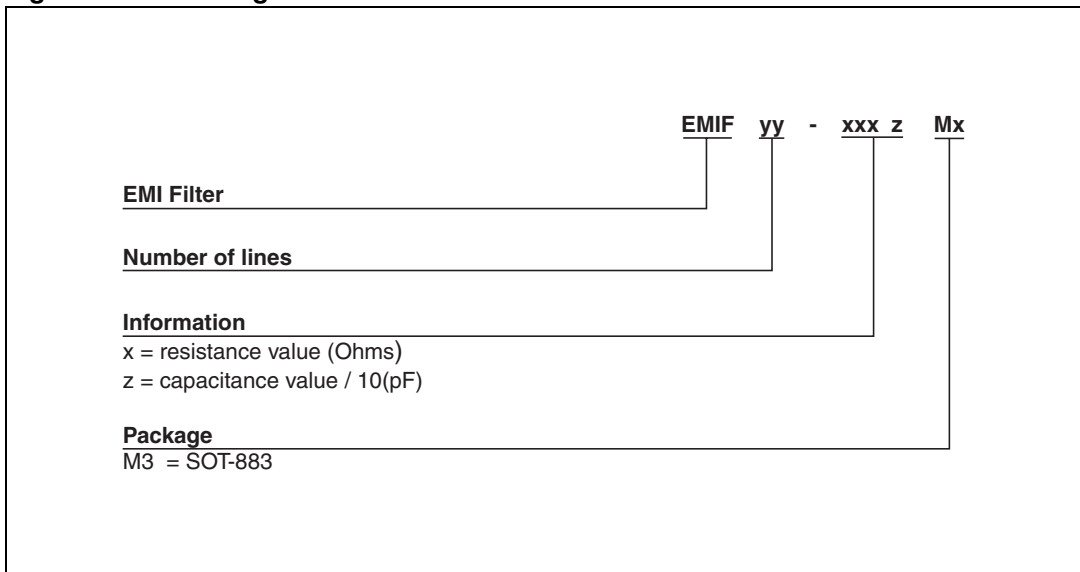 EMIF yy - xxx z Mx
EMI Filter
Number of lines
Information
x = resistance value (Ohms)
z = capacitance value / 10(pF)
Package
M3 = SOT-883